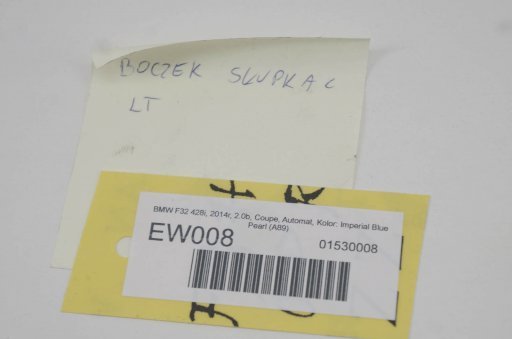 BOCZEK SŁUPKA C
LT
BMW F32 428i, 2014r, 2.0b, Coupe, Automat, Kolor: Imperial Blue
Pearl (A89)
EW008
01530008